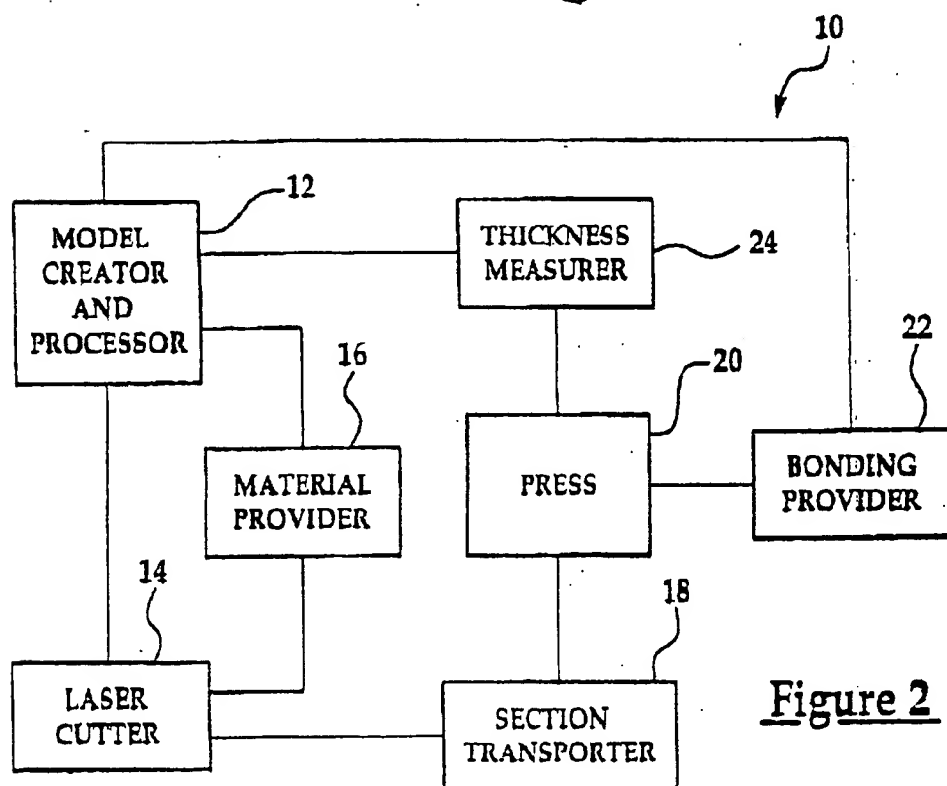 10
12
MODEL
CREATOR
AND
PROCESSOR
THICKNESS
MEASURER
24
16
MATERIAL
PROVIDER
20
PRESS
22
BONDING
PROVIDER
14
LASER
CUTTER
18
SECTION
TRANSPORTER
Figure 2